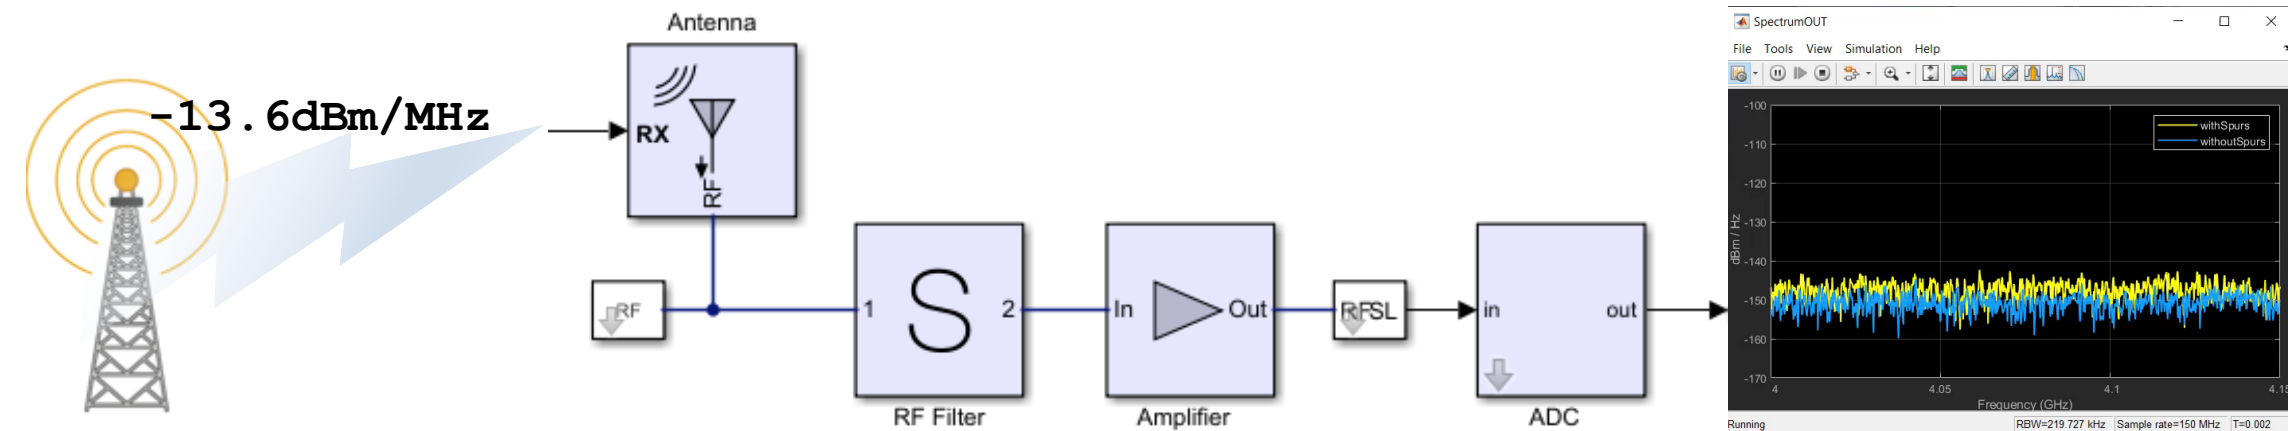 -13.6dBm/MHz
Antenna
RX
RF
RF
1
2
RF Filter
In
Out
Amplifier
RFSL
in
out
ADC
SpectrumOUT
File Tools View Simulation Help
withSpurs
withoutSpurs
dBm / Hz
-100
-110
-120
-130
-140
-150
-160
-170
4
4.05
4.1
4.15
Frequency (GHz)
Running
RBW=219.727 kHz
Sample rate=150 MHz
T=0.002